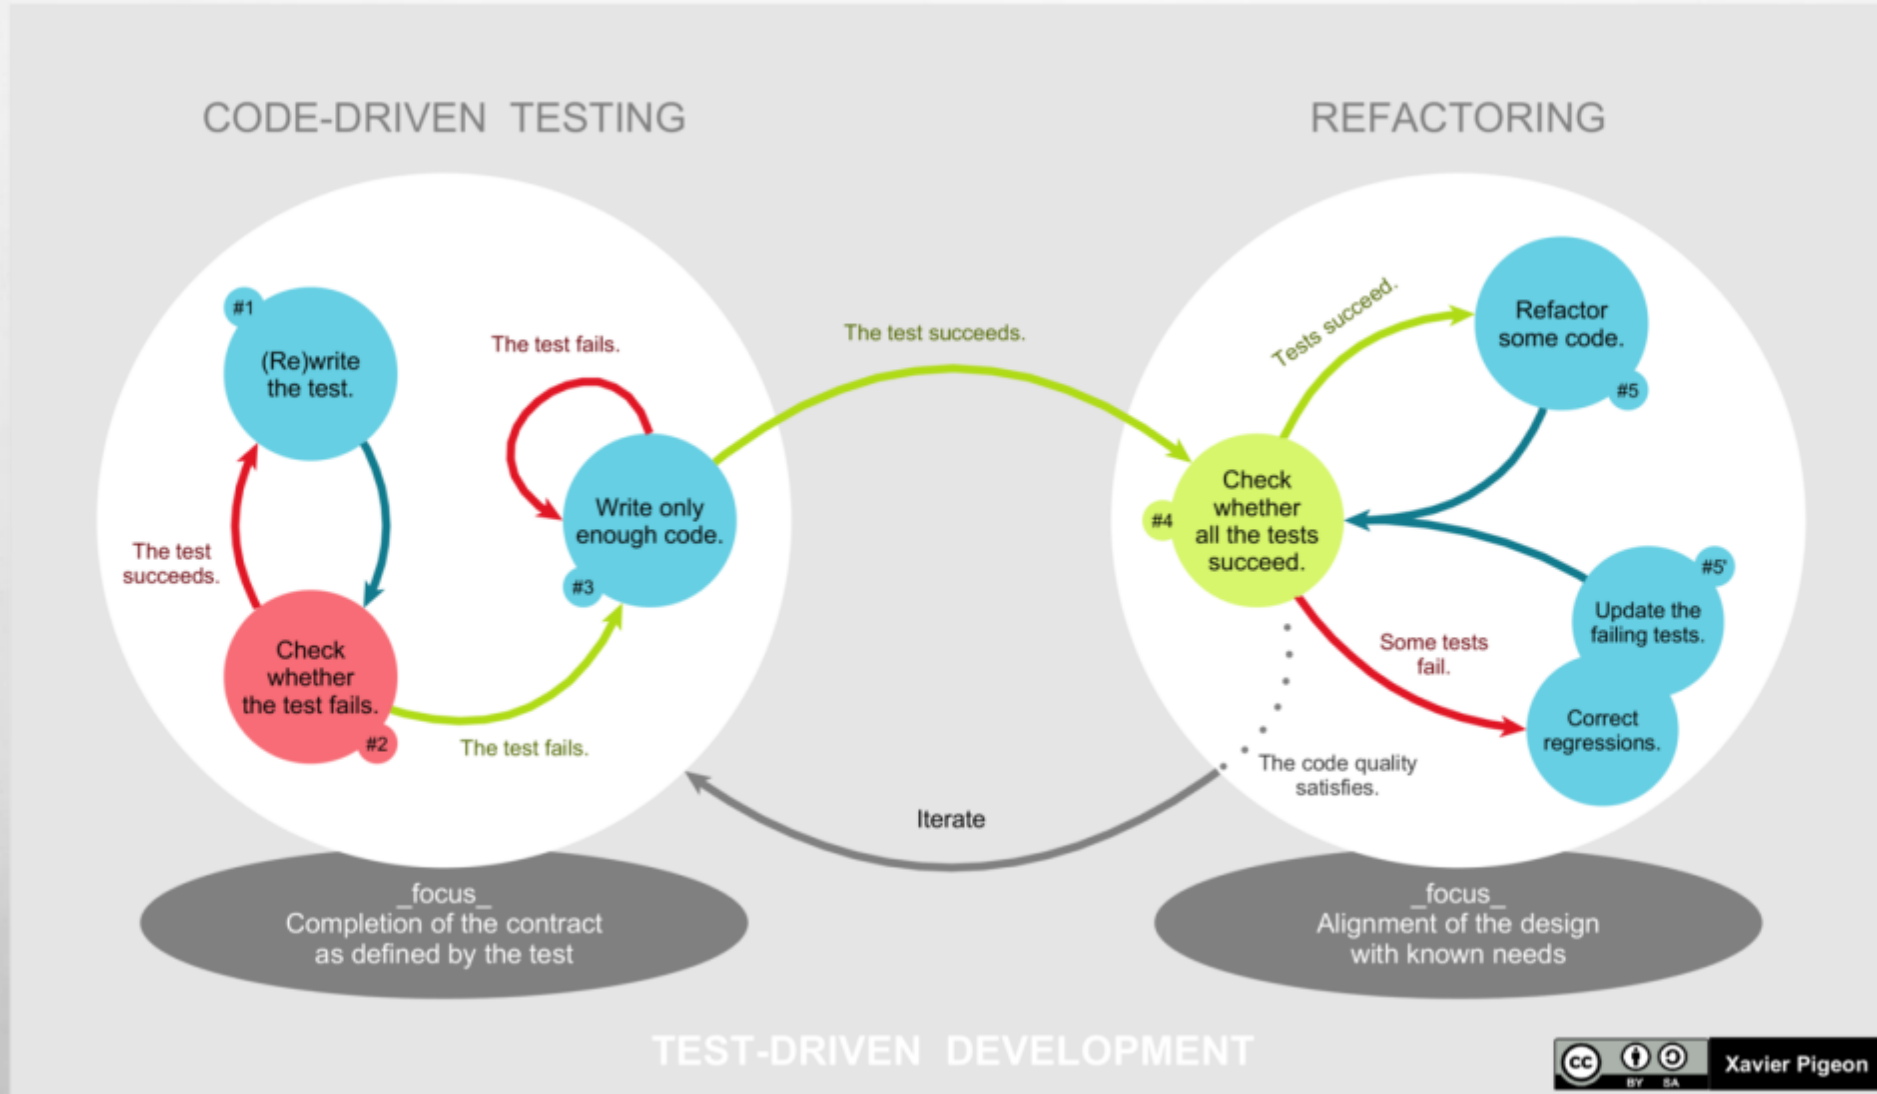 CODE-DRIVEN TESTING
REFACTORING
#1
(Re)write
the test.
The test fails.
The test succeeds.
Tests succeed.
Refactor
some code.
#5
The test
succeeds.
Write only
enough code.
#3
Check
whether
all the tests
succeed.
#4
#5'
Update the
failing tests.
Check
whether
the test fails.
#2
The test fails.
Some tests
fail.
Correct
regressions.
The code quality
satisfies.
Iterate
_focus_
Completion of the contract
as defined by the test
_focus_
Alignment of the design
with known needs
TEST-DRIVEN DEVELOPMENT
cc
BY SA
Xavier Pigeon